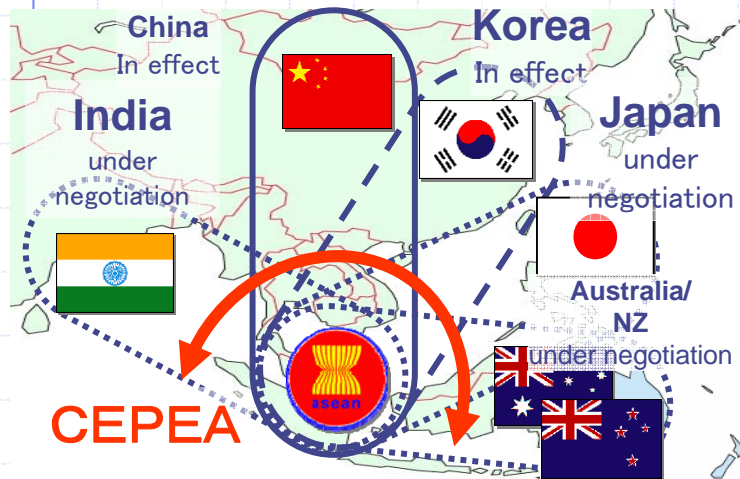 China
In effect
Korea
In effect
India
under
negotiation
Japan
under
negotiation
Australia/
NZ
under negotiation
asean
CEPEA